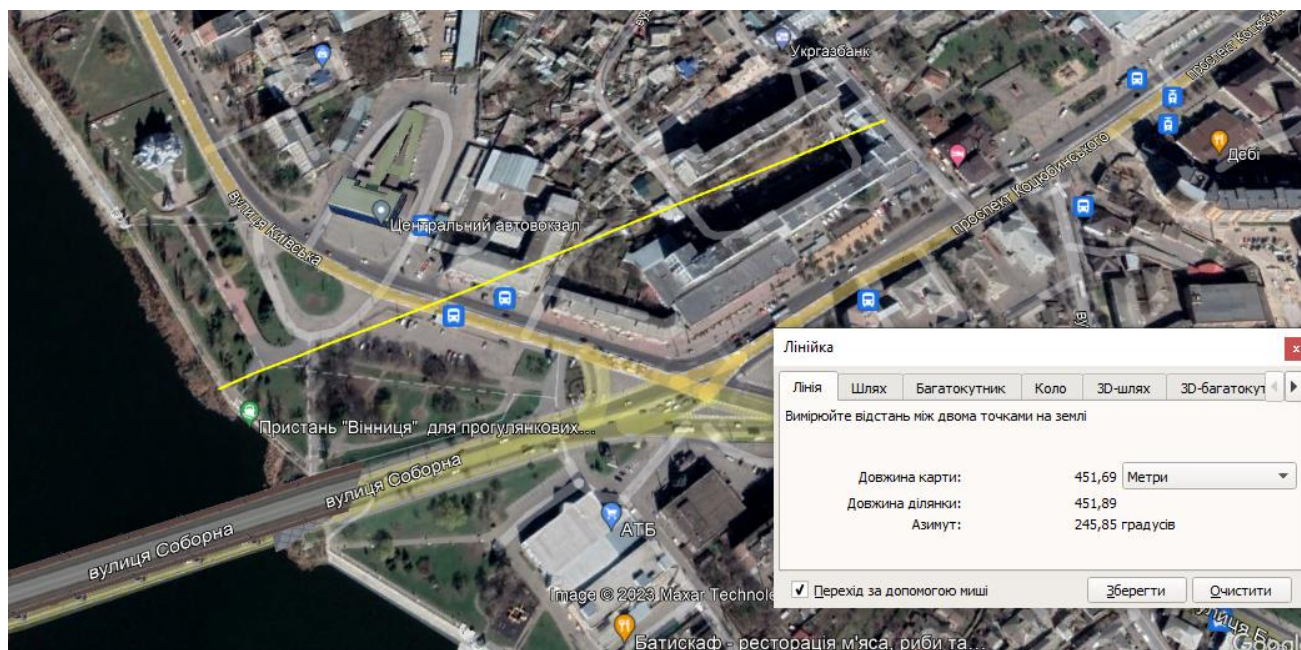 Укргазбанк
проспект Коцюбинського
Дебі
проспект Коцюбинського
вулиця Київська
Центральний автовокзал
Пристань "Вінниця" для прогулянкових...
вулиця Соборна
вулиця Соборна
АТБ
Image © 2023 Maxar Technolo
Батискаф - ресторація м'яса, риби та...
Лінійка
Лінія Шлях Багатокутник Коло 3D-шлях 3D-багатокут
Вимірюйте відстань між двома точками на землі
Довжина карти: 451,69 Метри
Довжина ділянки: 451,89
Азимут: 245,85 градусів
Перехід за допомогою миші Зберегти Очистити